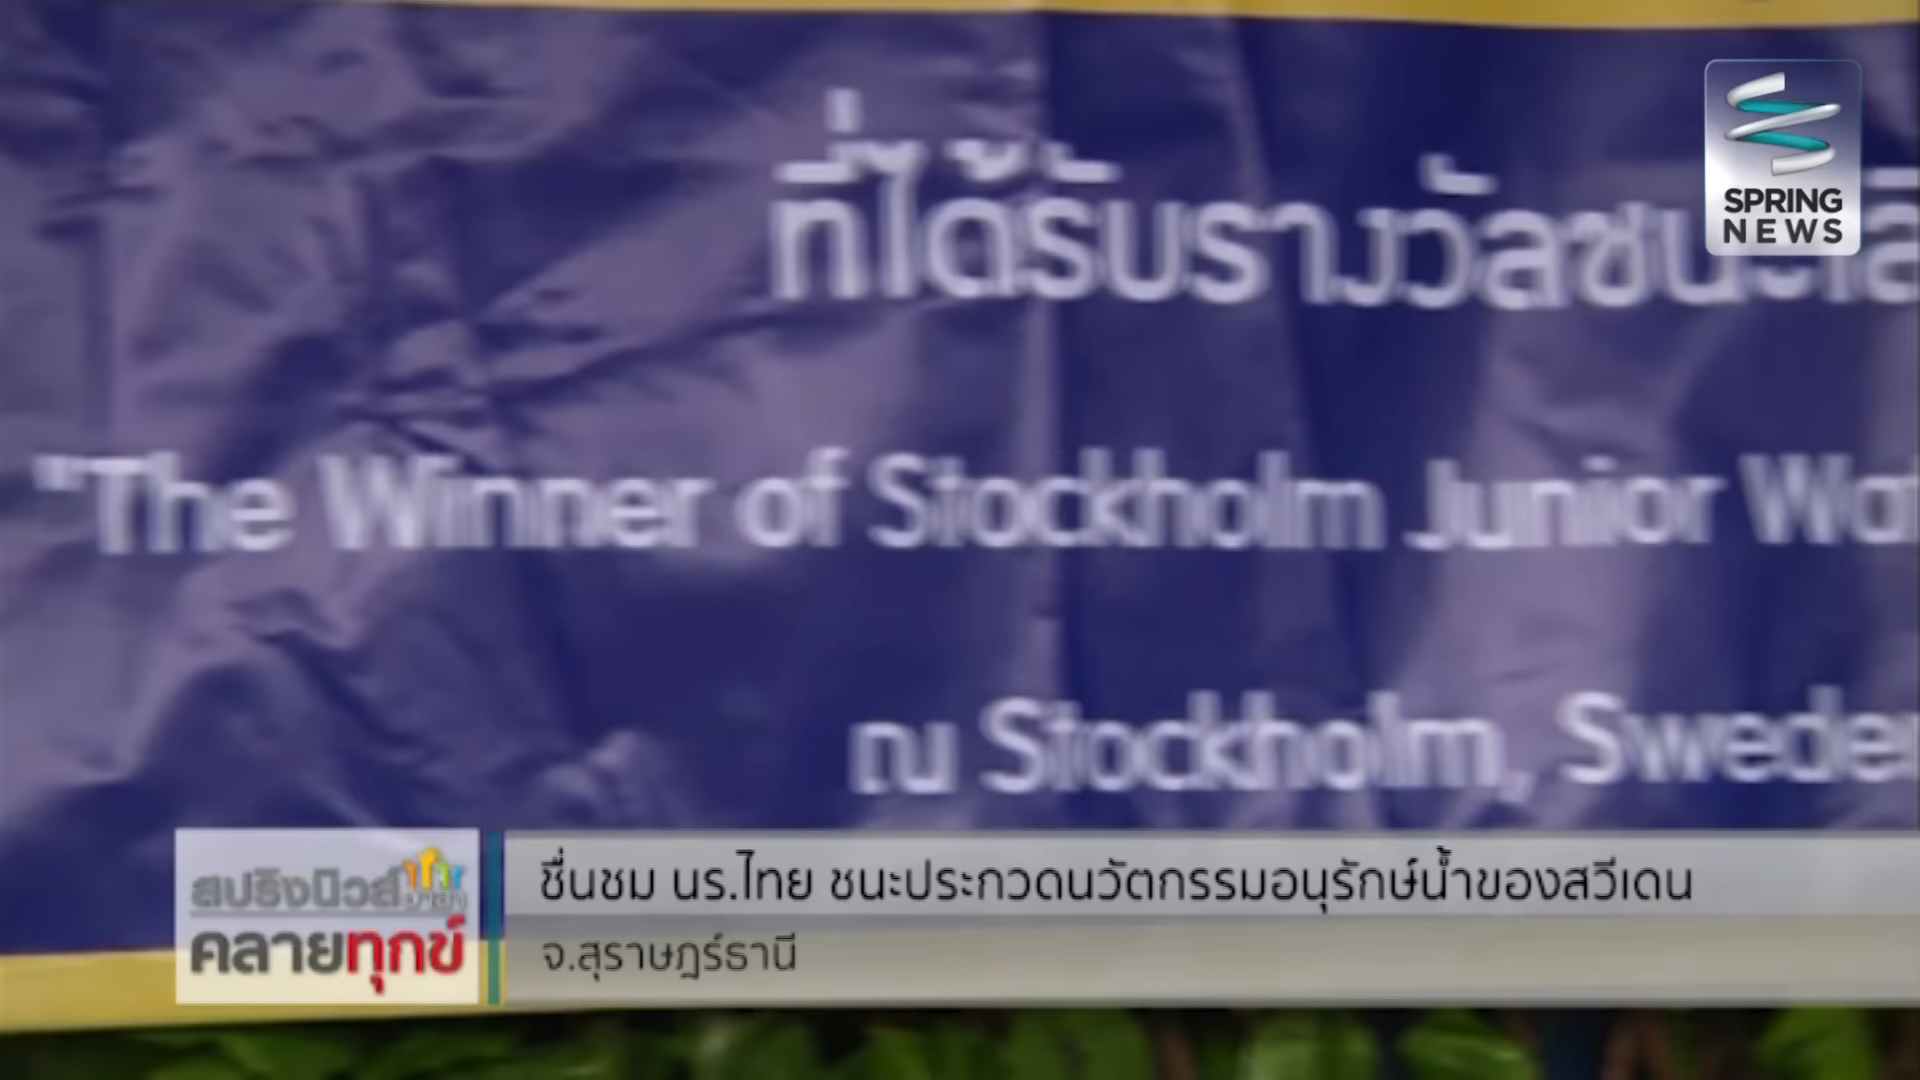 ที่ได้รับรางวัลชนะเลิ
SPRING
NEWS
"The Winner of Stockholm Junior Wat
ณ Stockholm, Sweden
สปริงนิวส์
คลายทุกข์
ชื่นชม นร.ไทย ชนะประกวดนวัตกรรมอนุรักษ์น้ำของสวีเดน
จ.สุราษฎร์ธานี